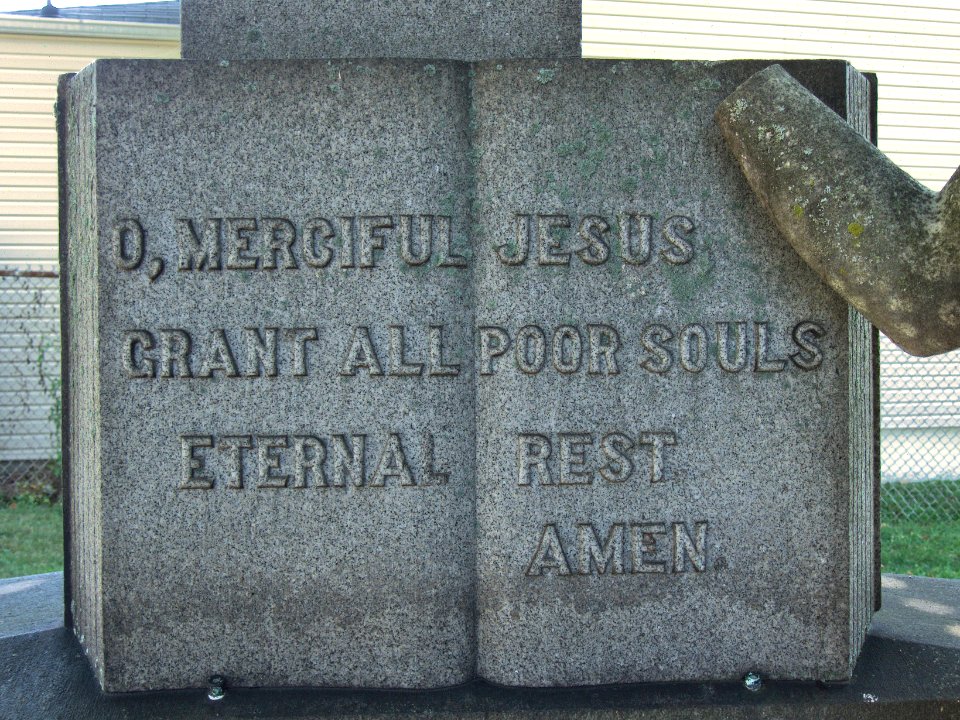 O, MERCIFUL JESUS
GRANT ALL POOR SOULS
ETERNAL REST
AMEN.